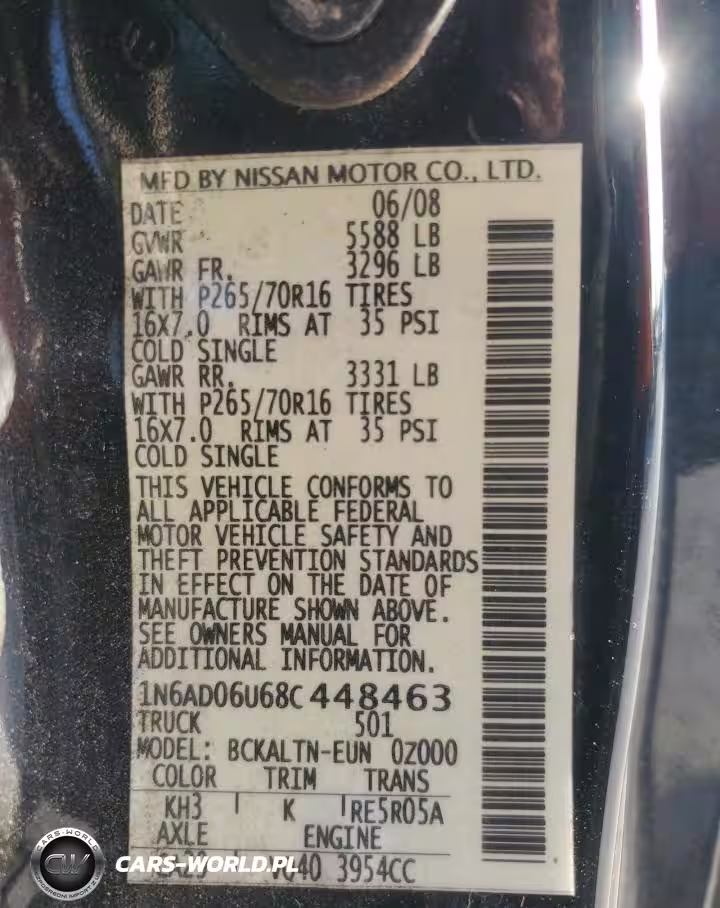 MFD BY NISSAN MOTOR CO., LTD.
DATE 06/08
GVWR 5588 LB
GAWR FR. 3296 LB
WITH P265/70R16 TIRES
16X7.0 RIMS AT 35 PSI
COLD SINGLE
GAWR RR. 3331 LB
WITH P265/70R16 TIRES
16X7.0 RIMS AT 35 PSI
COLD SINGLE
THIS VEHICLE CONFORMS TO
ALL APPLICABLE FEDERAL
MOTOR VEHICLE SAFETY AND
THEFT PREVENTION STANDARDS
IN EFFECT ON THE DATE OF
MANUFACTURE SHOWN ABOVE.
SEE OWNERS MANUAL FOR
ADDITIONAL INFORMATION.
1N6AD06U68C448463
TRUCK 501
MODEL: BCKALTN-EUN 0Z000
COLOR TRIM TRANS
KH3 K RE5R05A
AXLE ENGINE
3954CC
CARS-WORLD
CW
CARS-WORLD.PL